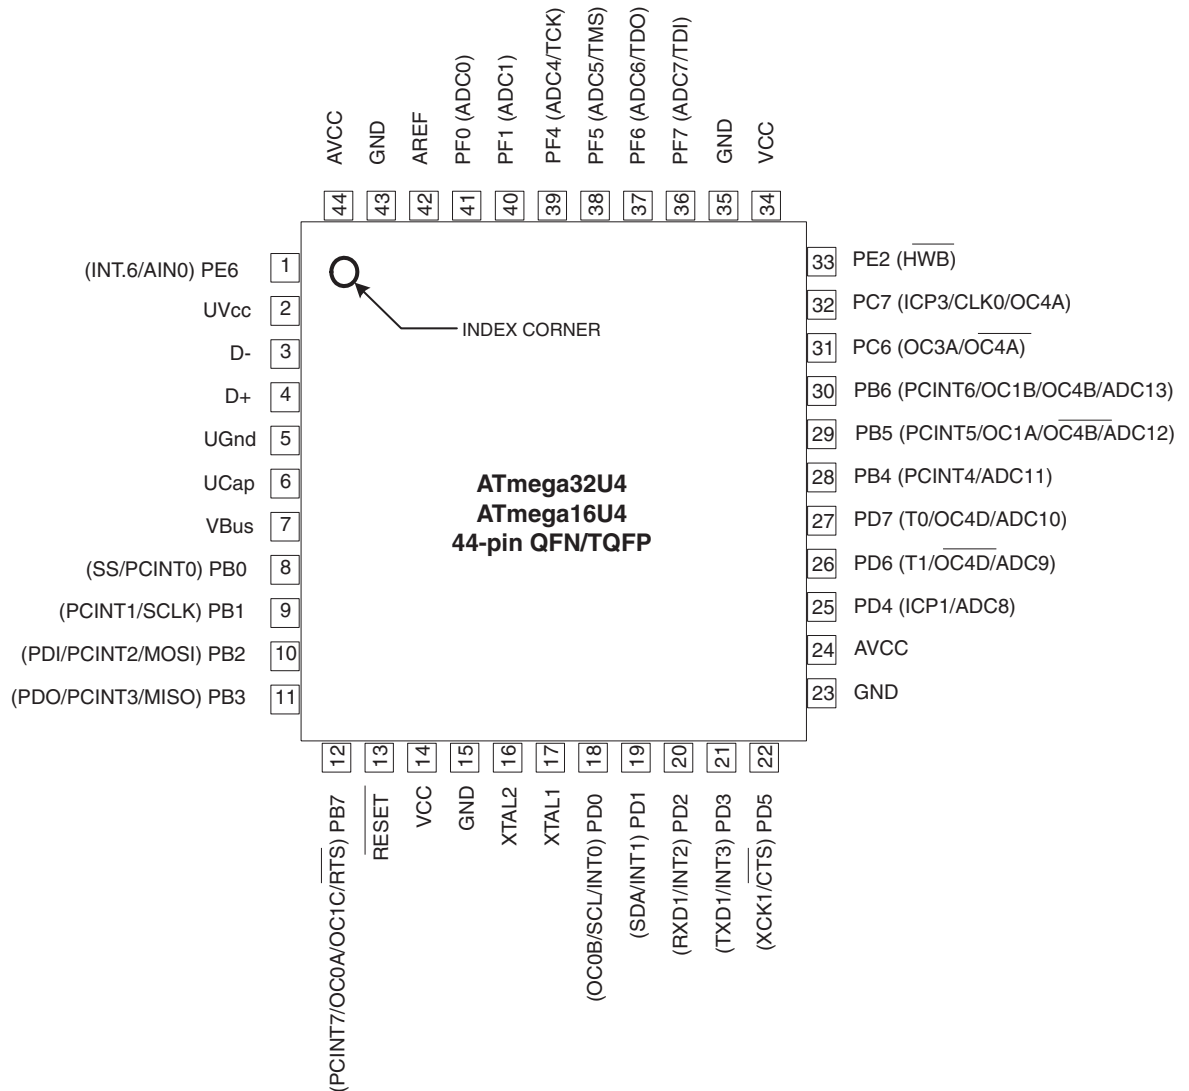 AVCC
GND
AREF
PF0 (ADC0)
PF1 (ADC1)
PF4 (ADC4/TCK)
PF5 (ADC5/TMS)
PF6 (ADC6/TDO)
PF7 (ADC7/TDI)
GND
VCC
44
43
42
41
40
39
38
37
36
35
34
(INT.6/AIN0) PE6 1
UVcc 2
D- 3
D+ 4
UGnd 5
UCap 6
VBus 7
(SS/PCINT0) PB0 8
(PCINT1/SCLK) PB1 9
(PDI/PCINT2/MOSI) PB2 10
(PDO/PCINT3/MISO) PB3 11
INDEX CORNER
ATmega32U4
ATmega16U4
44-pin QFN/TQFP
33 PE2 (HWB)
32 PC7 (ICP3/CLK0/OC4A)
31 PC6 (OC3A/OC4A)
30 PB6 (PCINT6/OC1B/OC4B/ADC13)
29 PB5 (PCINT5/OC1A/OC4B/ADC12)
28 PB4 (PCINT4/ADC11)
27 PD7 (T0/OC4D/ADC10)
26 PD6 (T1/OC4D/ADC9)
25 PD4 (ICP1/ADC8)
24 AVCC
23 GND
12
13
14
15
16
17
18
19
20
21
22
(PCINT7/OC0A/OC1C/RTS) PB7
RESET
VCC
GND
XTAL2
XTAL1
(OC0B/SCL/INT0) PD0
(SDA/INT1) PD1
(RXD1/INT2) PD2
(TXD1/INT3) PD3
(XCK1/CTS) PD5